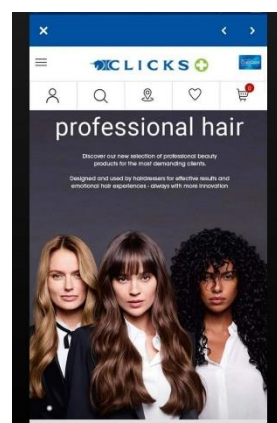 CLICKS
0
professional hair
Discover our new selection of professional beauty
products for the most demanding clients.
Designed and used by hairdressers for effective results and
emotional hair experiences - always with more innovation